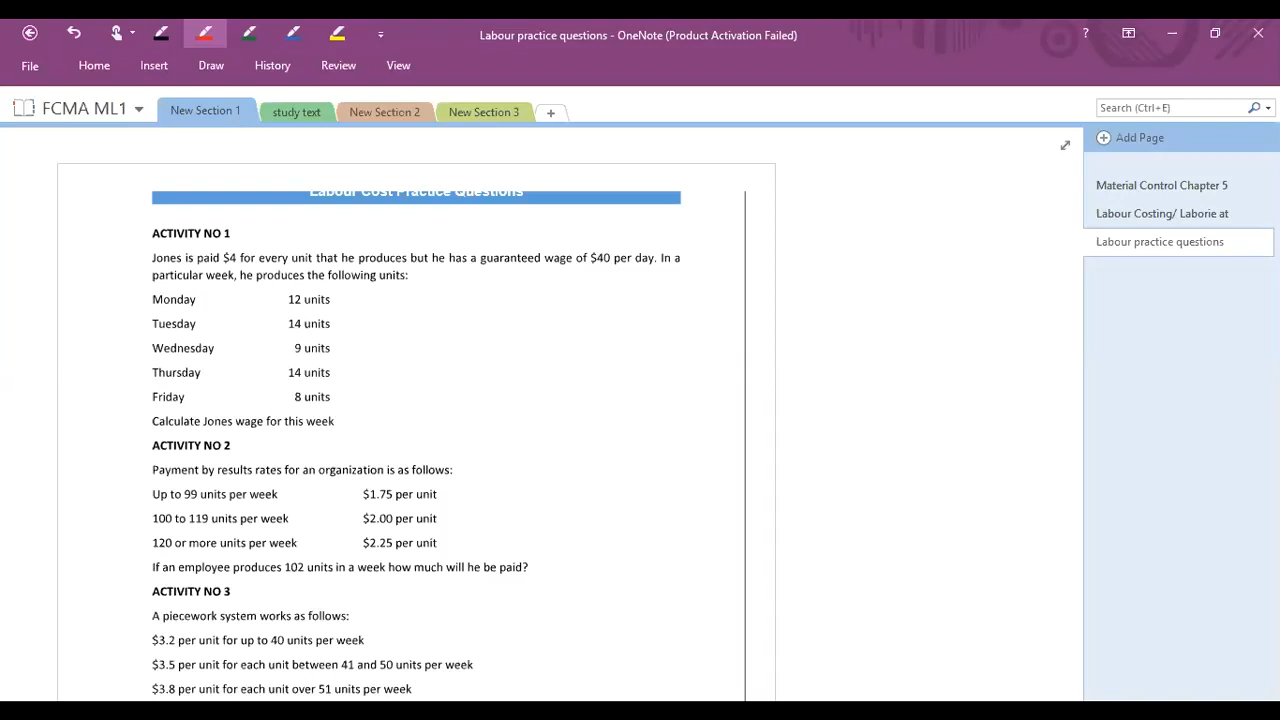 Labour practice questions - OneNote (Product Activation Failed)
?
File Home Insert Draw History Review View
FCMA ML1 New Section 1 study text New Section 2 New Section 3 +
Search (Ctrl+E)
Add Page
Material Control Chapter 5
Labour Costing/ Laborie at
Labour practice questions
Labour Cost Practice Questions
ACTIVITY NO 1
Jones is paid $4 for every unit that he produces but he has a guaranteed wage of $40 per day. In a
particular week, he produces the following units:
Monday 12 units
Tuesday 14 units
Wednesday 9 units
Thursday 14 units
Friday 8 units
Calculate Jones wage for this week
ACTIVITY NO 2
Payment by results rates for an organization is as follows:
Up to 99 units per week $1.75 per unit
100 to 119 units per week $2.00 per unit
120 or more units per week $2.25 per unit
If an employee produces 102 units in a week how much will he be paid?
ACTIVITY NO 3
A piecework system works as follows:
$3.2 per unit for up to 40 units per week
$3.5 per unit for each unit between 41 and 50 units per week
$3.8 per unit for each unit over 51 units per week